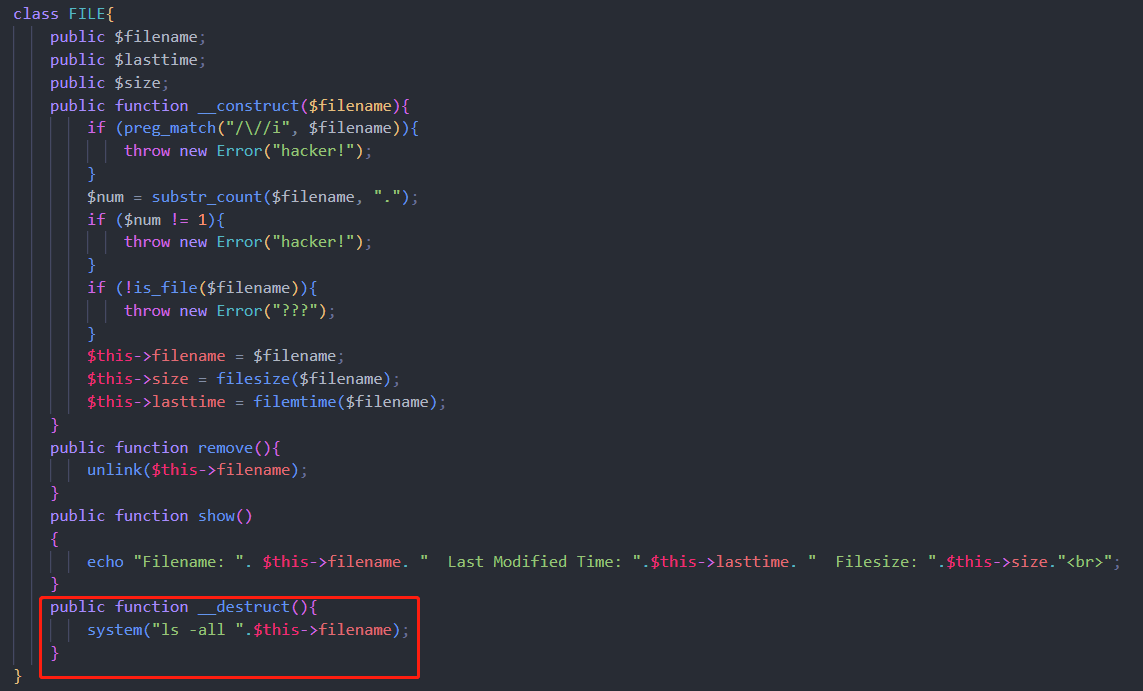 class FILE{
public $filename;
public $lasttime;
public $size;
public function __construct($filename){
if (preg_match("/\//i", $filename)){
throw new Error("hacker!");
}
$num = substr_count($filename, ".");
if ($num != 1){
throw new Error("hacker!");
}
if (!is_file($filename)){
throw new Error("???");
}
$this->filename = $filename;
$this->size = filesize($filename);
$this->lasttime = filemtime($filename);
}
public function remove(){
unlink($this->filename);
}
public function show()
{
echo "Filename: ". $this->filename. "  Last Modified Time: ".$this->lasttime. "  Filesize: ".$this->size."<br>";
}
public function __destruct(){
system("ls -all ".$this->filename);
}
}